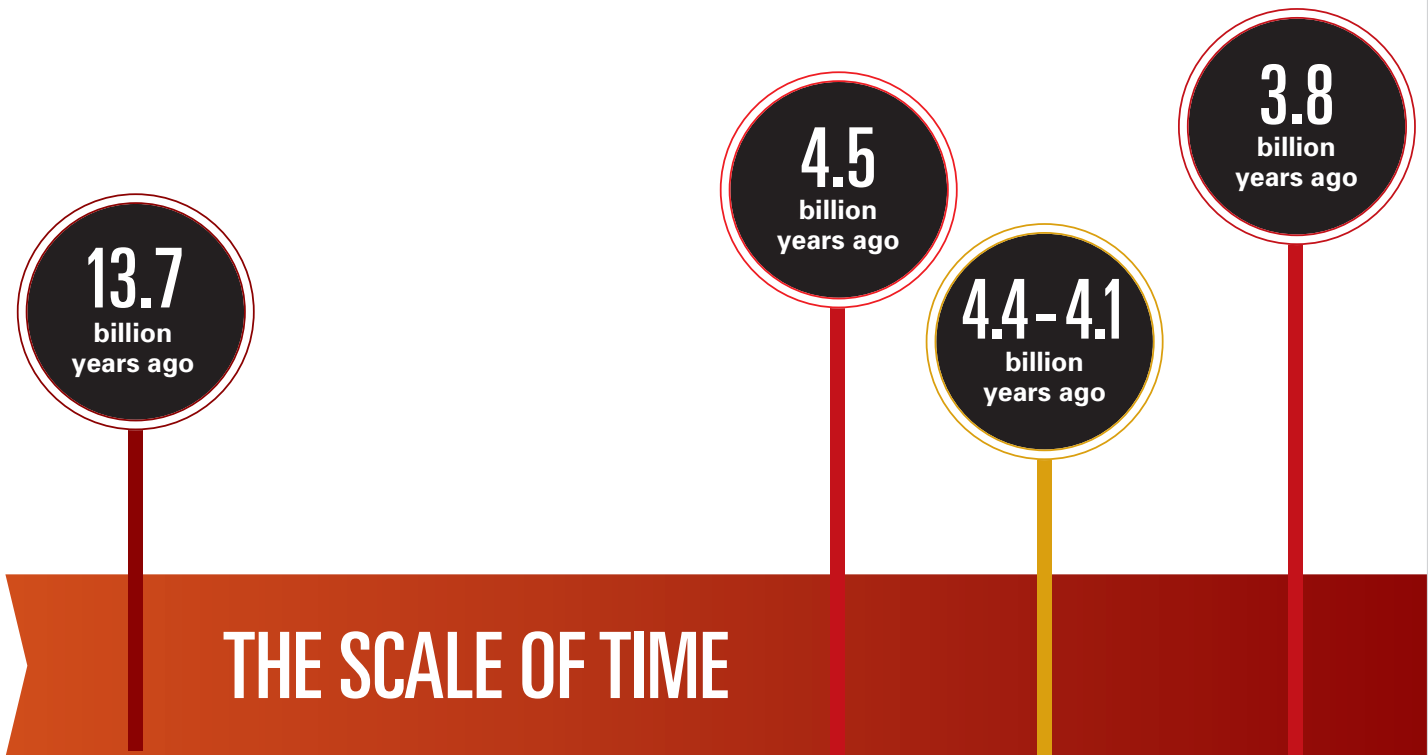 13.7
billion
years ago
4.5
billion
years ago
4.4–4.1
billion
years ago
3.8
billion
years ago
THE SCALE OF TIME